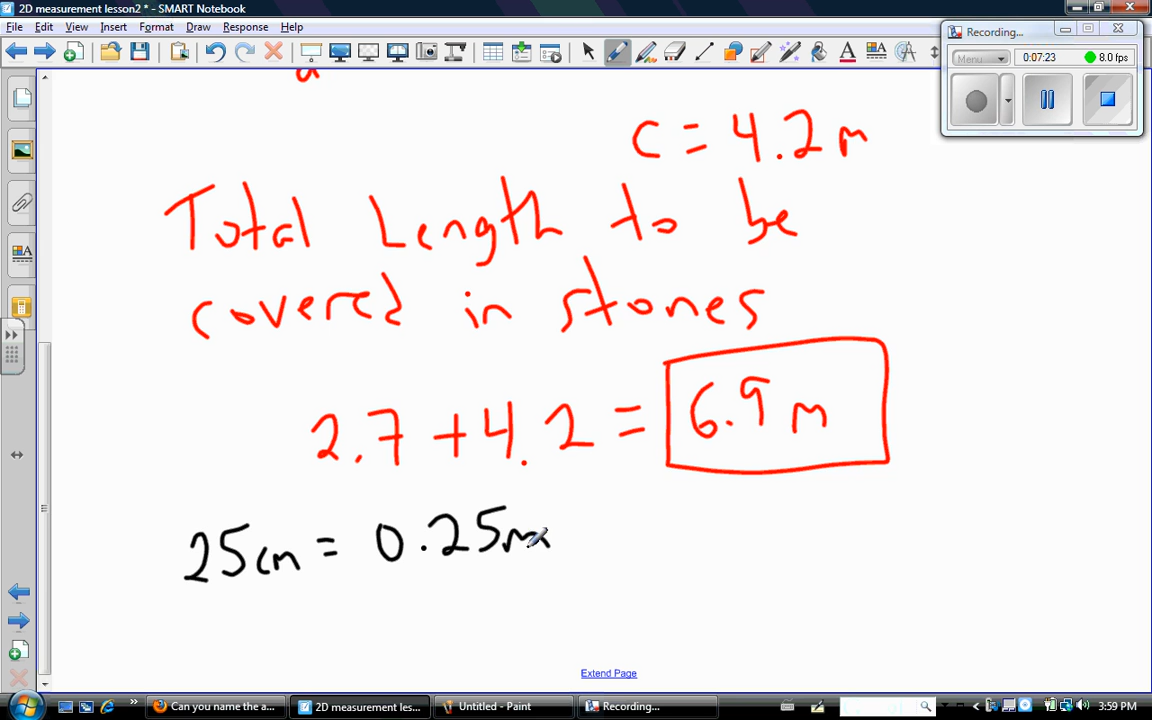 2D measurement lesson2 * - SMART Notebook
File Edit View Insert Format Draw Response Help
Recording...
Menu
0:07:23
8.0 fps
a
c = 4.2 m
Total Length to be
covered in stones
2.7 + 4.2 = 6.9 m
25cm = 0.25m
Extend Page
Can you name the a...
2D measurement les...
Untitled - Paint
Recording...
3:59 PM